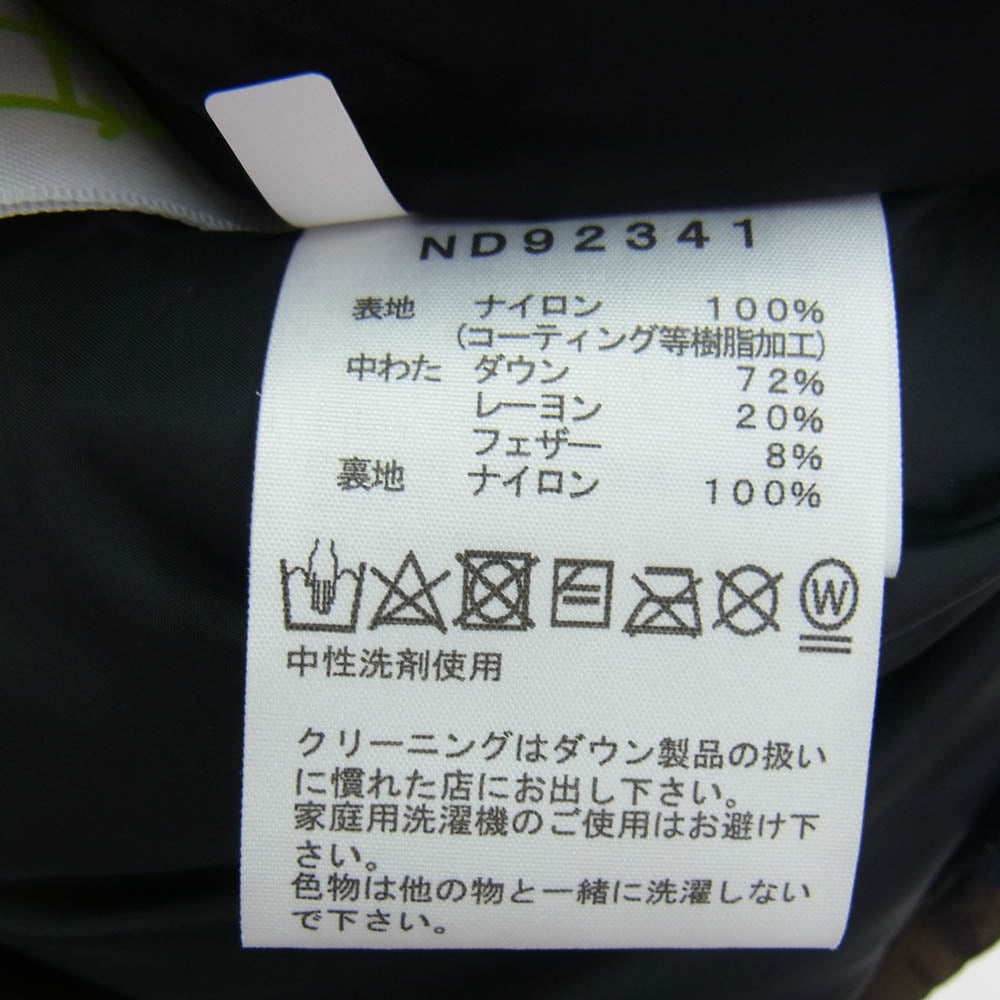 ND92341
表地 ナイロン 100%
(コーティング等樹脂加工)
中わた ダウン 72%
レーヨン 20%
フェザー 8%
裏地 ナイロン 100%
W
中性洗剤使用
クリーニングはダウン製品の扱い
に慣れた店にお出し下さい。
家庭用洗濯機のご使用はお避け下
さい。
色物は他の物と一緒に洗濯しない
で下さい。